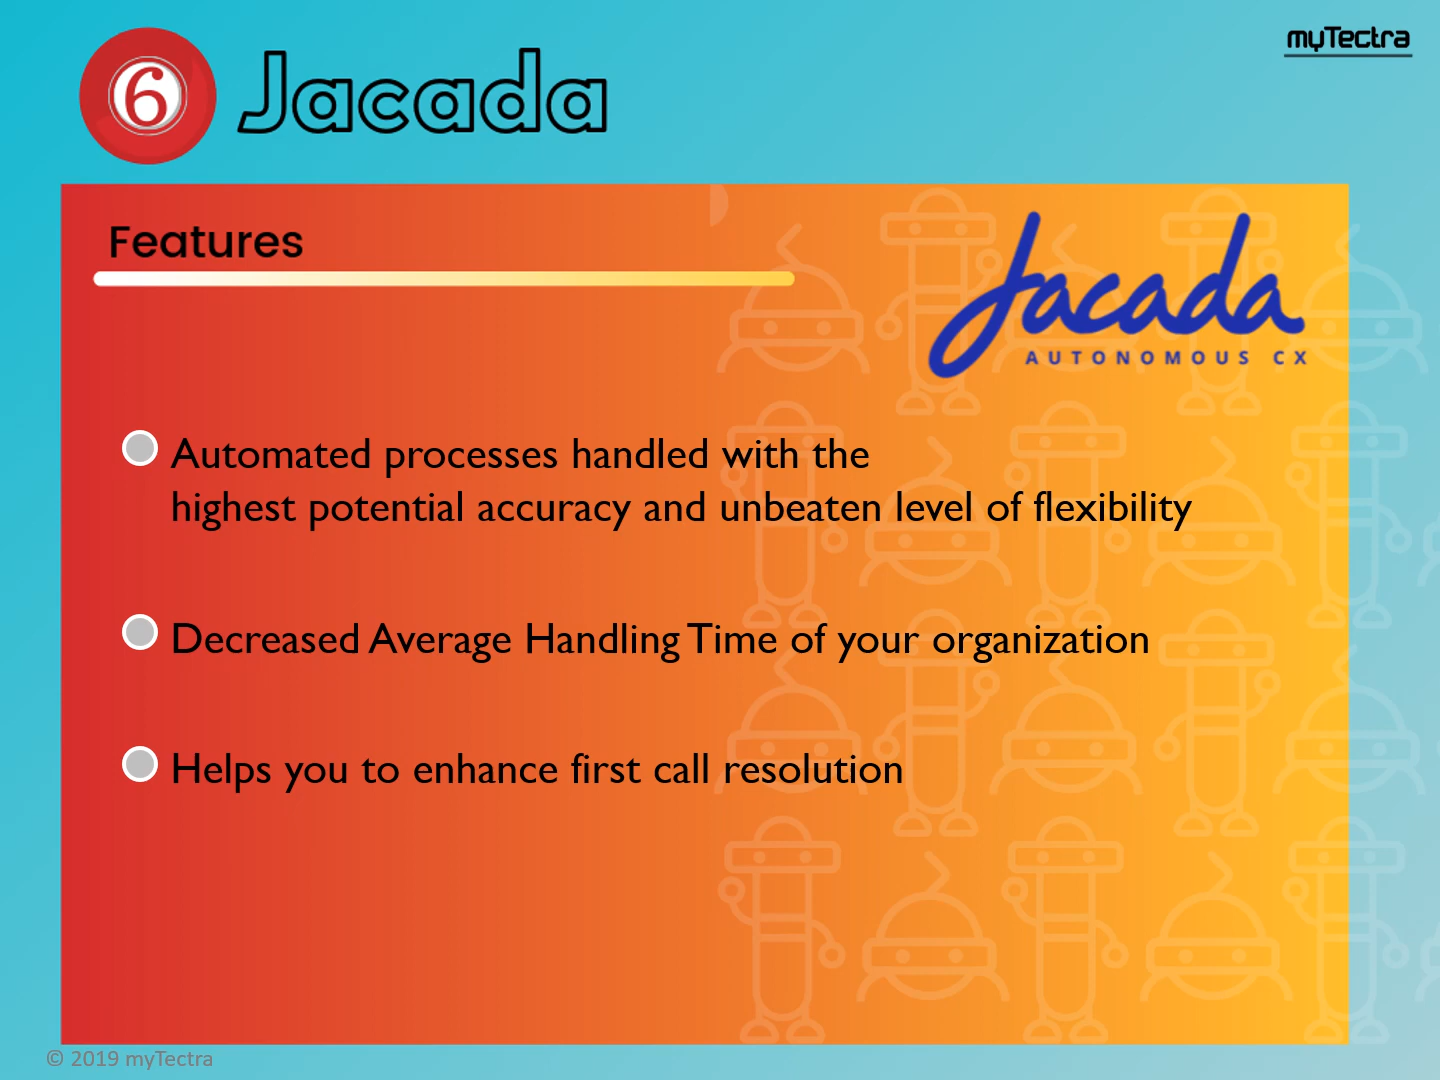 6 Jacada
myTectra
Features
Jacada
AUTONOMOUS CX
Automated processes handled with the
highest potential accuracy and unbeaten level of flexibility
Decreased Average Handling Time of your organization
Helps you to enhance first call resolution
© 2019 myTectra